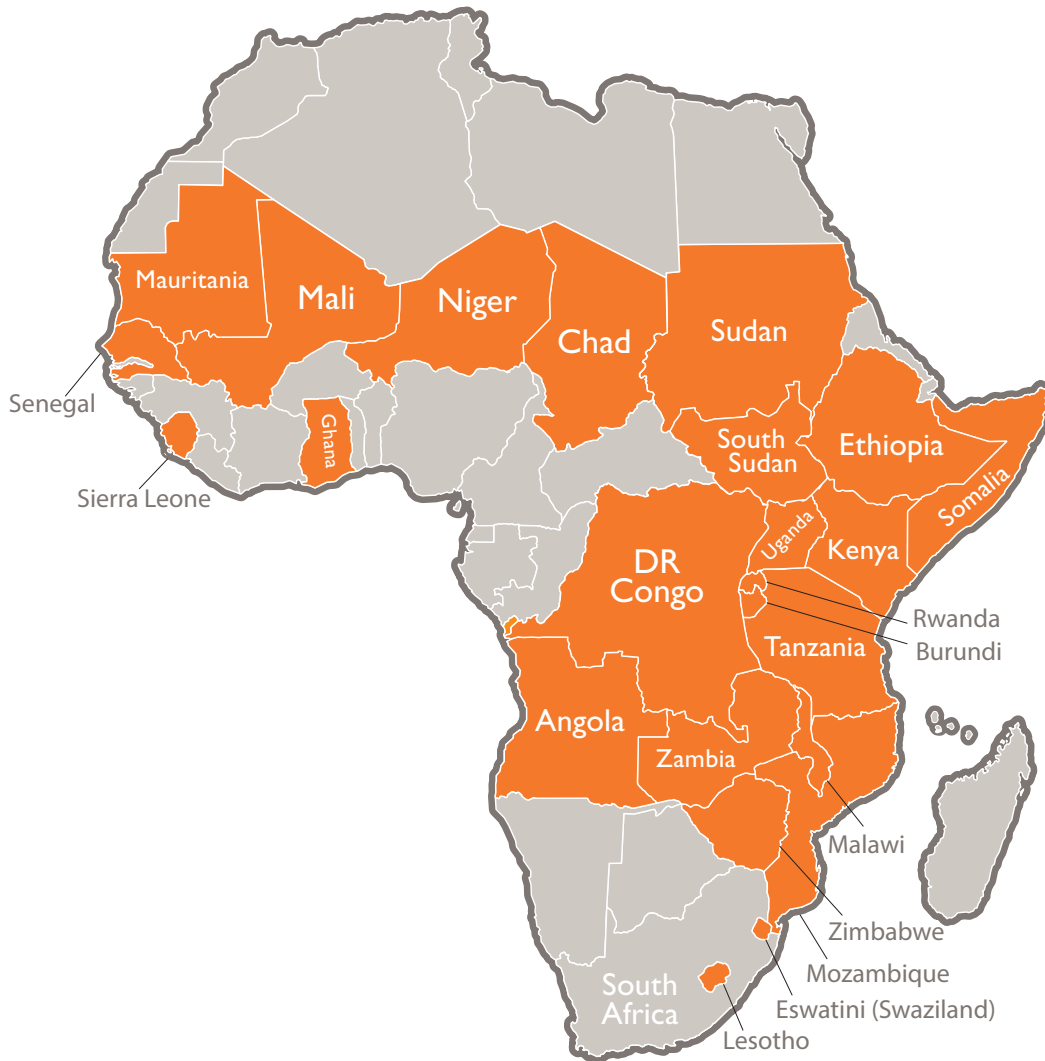 Mauritania
Mali
Niger
Chad
Sudan
Senegal
Ghana
South
Sudan
Ethiopia
Somalia
Sierra Leone
Uganda
Kenya
DR
Congo
Rwanda
Burundi
Tanzania
Angola
Zambia
Malawi
Zimbabwe
Mozambique
Eswatini (Swaziland)
South
Africa
Lesotho